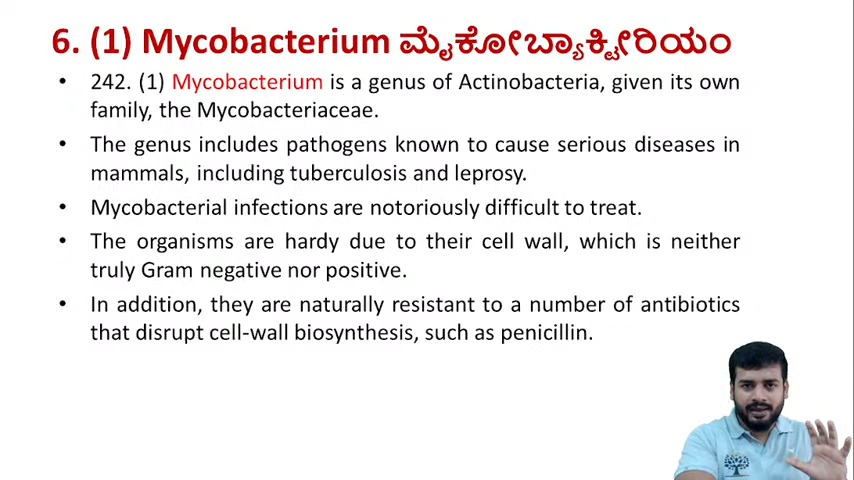 6. (1) Mycobacterium ಮೈಕೋಬ್ಯಾಕ್ಟೀರಿಯಂ
• 242. (1) Mycobacterium is a genus of Actinobacteria, given its own
family, the Mycobacteriaceae.
• The genus includes pathogens known to cause serious diseases in
mammals, including tuberculosis and leprosy.
• Mycobacterial infections are notoriously difficult to treat.
• The organisms are hardy due to their cell wall, which is neither
truly Gram negative nor positive.
• In addition, they are naturally resistant to a number of antibiotics
that disrupt cell-wall biosynthesis, such as penicillin.